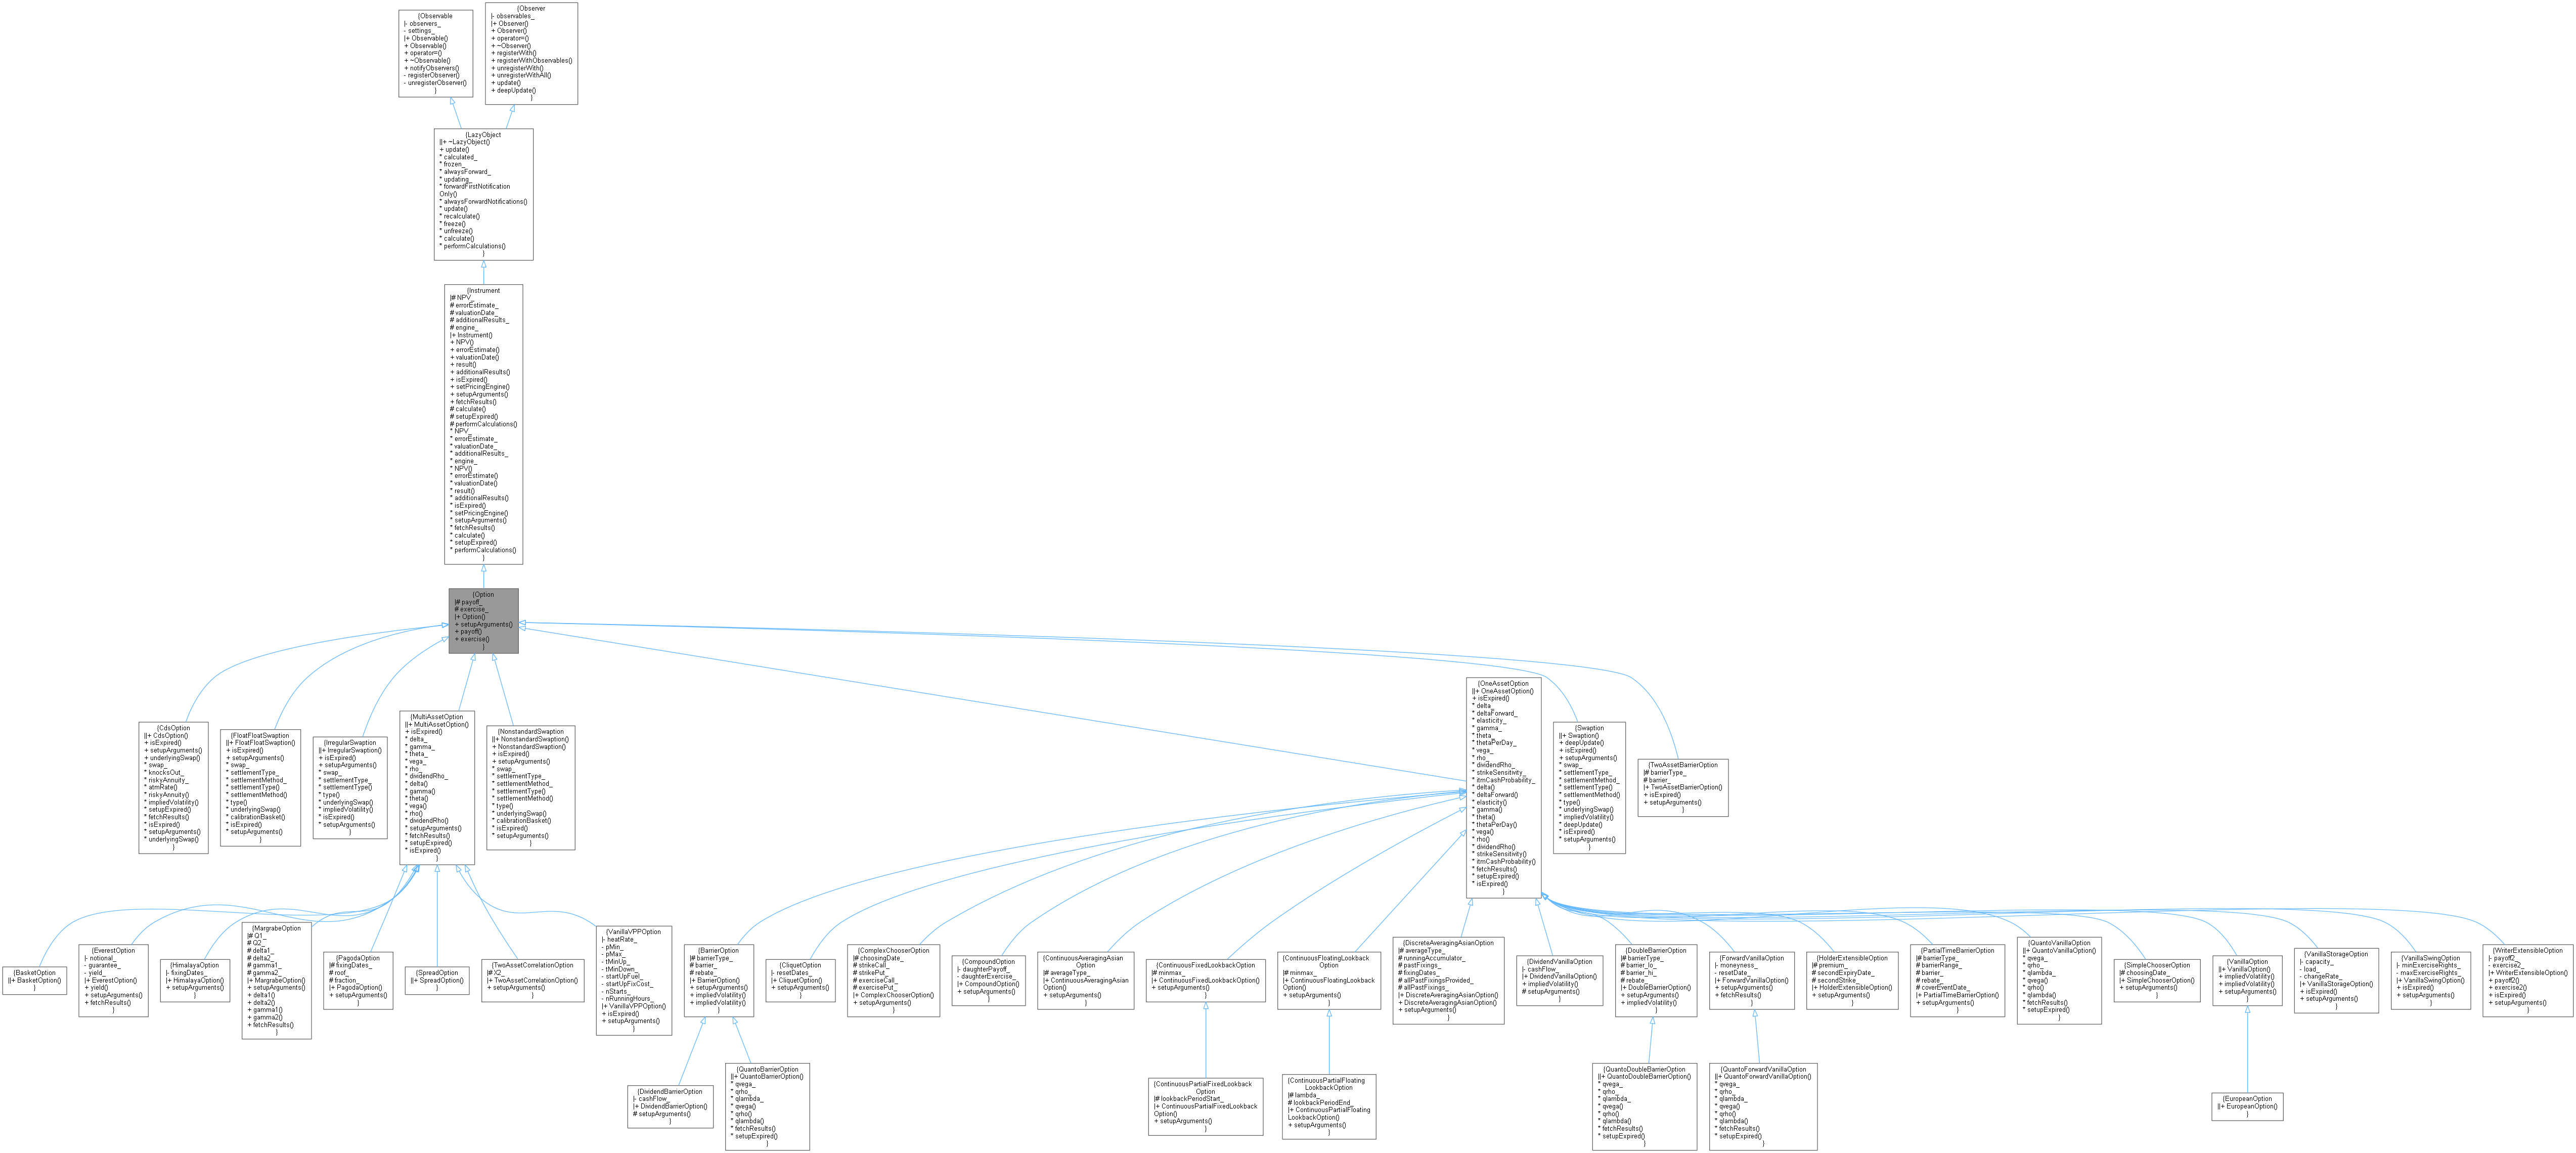 {Observable
|- observers_
- settings_
|+ Observable()
+ Observable()
+ operator=()
+ ~Observable()
+ notifyObservers()
- registerObserver()
- unregisterObserver()
}
{Observer
|- observables_
|+ Observer()
+ Observer()
+ operator=()
+ ~Observer()
+ registerWith()
+ registerWithObservables()
+ unregisterWith()
+ unregisterWithAll()
+ update()
+ deepUpdate()
}
{LazyObject
||+ ~LazyObject()
+ update()
* calculated_
* frozen_
* alwaysForward_
* updating_
* forwardFirstNotification
Only()
* alwaysForwardNotifications()
* update()
* recalculate()
* freeze()
* unfreeze()
* calculate()
* performCalculations()
}
{Instrument
|# NPV_
# errorEstimate_
# valuationDate_
# additionalResults_
# engine_
|+ Instrument()
+ NPV()
+ errorEstimate()
+ valuationDate()
+ result()
+ additionalResults()
+ isExpired()
+ setPricingEngine()
+ setupArguments()
+ fetchResults()
# calculate()
# setupExpired()
# performCalculations()
* NPV_
* errorEstimate_
* valuationDate_
* additionalResults_
* engine_
* NPV()
* errorEstimate()
* valuationDate()
* result()
* additionalResults()
* isExpired()
* setPricingEngine()
* setupArguments()
* fetchResults()
* calculate()
* setupExpired()
* performCalculations()
}
{Option
|# payoff_
# exercise_
|+ Option()
+ setupArguments()
+ payoff()
+ exercise()
}
{CdsOption
||+ CdsOption()
+ isExpired()
+ setupArguments()
+ underlyingSwap()
* swap_
* knocksOut_
* riskyAnnuity_
* atmRate()
* riskyAnnuity()
* impliedVolatility()
* setupExpired()
* fetchResults()
* isExpired()
* setupArguments()
* underlyingSwap()
}
{FloatFloatSwaption
||+ FloatFloatSwaption()
+ isExpired()
+ setupArguments()
* swap_
* settlementType_
* settlementMethod_
* settlementType()
* settlementMethod()
* type()
* underlyingSwap()
* calibrationBasket()
* isExpired()
* setupArguments()
}
{IrregularSwaption
||+ IrregularSwaption()
+ isExpired()
+ setupArguments()
* swap_
* settlementType_
* settlementType()
* type()
* underlyingSwap()
* impliedVolatility()
* isExpired()
* setupArguments()
}
{MultiAssetOption
||+ MultiAssetOption()
+ isExpired()
* delta_
* gamma_
* theta_
* vega_
* rho_
* dividendRho_
* delta()
* gamma()
* theta()
* vega()
* rho()
* dividendRho()
* setupArguments()
* fetchResults()
* setupExpired()
* isExpired()
}
{NonstandardSwaption
||+ NonstandardSwaption()
+ NonstandardSwaption()
+ isExpired()
+ setupArguments()
* swap_
* settlementType_
* settlementMethod_
* settlementType()
* settlementMethod()
* type()
* underlyingSwap()
* calibrationBasket()
* isExpired()
* setupArguments()
}
{OneAssetOption
||+ OneAssetOption()
+ isExpired()
* delta_
* deltaForward_
* elasticity_
* gamma_
* theta_
* thetaPerDay_
* vega_
* rho_
* dividendRho_
* strikeSensitivity_
* itmCashProbability_
* delta()
* deltaForward()
* elasticity()
* gamma()
* theta()
* thetaPerDay()
* vega()
* rho()
* dividendRho()
* strikeSensitivity()
* itmCashProbability()
* fetchResults()
* setupExpired()
* isExpired()
}
{Swaption
||+ Swaption()
+ deepUpdate()
+ isExpired()
+ setupArguments()
* swap_
* settlementType_
* settlementMethod_
* settlementType()
* settlementMethod()
* type()
* underlyingSwap()
* impliedVolatility()
* deepUpdate()
* isExpired()
* setupArguments()
}
{TwoAssetBarrierOption
|# barrierType_
# barrier_
|+ TwoAssetBarrierOption()
+ isExpired()
+ setupArguments()
}
{BasketOption
||+ BasketOption()
}
{EverestOption
|- notional_
- guarantee_
- yield_
|+ EverestOption()
+ yield()
+ setupArguments()
+ fetchResults()
}
{HimalayaOption
|- fixingDates_
|+ HimalayaOption()
+ setupArguments()
}
{MargrabeOption
|# Q1_
# Q2_
# delta1_
# delta2_
# gamma1_
# gamma2_
|+ MargrabeOption()
+ setupArguments()
+ delta1()
+ delta2()
+ gamma1()
+ gamma2()
+ fetchResults()
}
{PagodaOption
|# fixingDates_
# roof_
# fraction_
|+ PagodaOption()
+ setupArguments()
}
{SpreadOption
||+ SpreadOption()
}
{TwoAssetCorrelationOption
|# X2_
|+ TwoAssetCorrelationOption()
+ setupArguments()
}
{VanillaVPPOption
|- heatRate_
- pMin_
- pMax_
- tMinUp_
- tMinDown_
- startUpFuel_
- startUpFixCost_
- nStarts_
- nRunningHours_
|+ VanillaVPPOption()
+ isExpired()
+ setupArguments()
}
{BarrierOption
|# barrierType_
# barrier_
# rebate_
|+ BarrierOption()
+ setupArguments()
+ impliedVolatility()
}
{CliquetOption
|- resetDates_
|+ CliquetOption()
+ setupArguments()
}
{ComplexChooserOption
|# choosingDate_
# strikeCall_
# strikePut_
# exerciseCall_
# exercisePut_
|+ ComplexChooserOption()
+ setupArguments()
}
{CompoundOption
|- daughterPayoff_
- daughterExercise_
|+ CompoundOption()
+ setupArguments()
}
{ContinuousAveragingAsian
Option
|# averageType_
|+ ContinuousAveragingAsian
Option()
+ setupArguments()
}
{ContinuousFixedLookbackOption
|# minmax_
|+ ContinuousFixedLookbackOption()
+ setupArguments()
}
{ContinuousFloatingLookback
Option
|# minmax_
|+ ContinuousFloatingLookback
Option()
+ setupArguments()
}
{DiscreteAveragingAsianOption
|# averageType_
# runningAccumulator_
# pastFixings_
# fixingDates_
# allPastFixingsProvided_
# allPastFixings_
|+ DiscreteAveragingAsianOption()
+ DiscreteAveragingAsianOption()
+ setupArguments()
}
{DividendVanillaOption
|- cashFlow_
|+ DividendVanillaOption()
+ impliedVolatility()
# setupArguments()
}
{DoubleBarrierOption
|# barrierType_
# barrier_lo_
# barrier_hi_
# rebate_
|+ DoubleBarrierOption()
+ setupArguments()
+ impliedVolatility()
}
{ForwardVanillaOption
|- moneyness_
- resetDate_
|+ ForwardVanillaOption()
+ setupArguments()
+ fetchResults()
}
{HolderExtensibleOption
|# premium_
# secondExpiryDate_
# secondStrike_
|+ HolderExtensibleOption()
+ setupArguments()
}
{PartialTimeBarrierOption
|# barrierType_
# barrierRange_
# barrier_
# rebate_
# coverEventDate_
|+ PartialTimeBarrierOption()
+ setupArguments()
}
{QuantoVanillaOption
||+ QuantoVanillaOption()
* qvega_
* qrho_
* qlambda_
* qvega()
* qrho()
* qlambda()
* fetchResults()
* setupExpired()
}
{SimpleChooserOption
|# choosingDate_
|+ SimpleChooserOption()
+ setupArguments()
}
{VanillaOption
||+ VanillaOption()
+ impliedVolatility()
+ setupArguments()
}
{VanillaStorageOption
|- capacity_
- load_
- changeRate_
|+ VanillaStorageOption()
+ isExpired()
+ setupArguments()
}
{VanillaSwingOption
|- minExerciseRights_
- maxExerciseRights_
|+ VanillaSwingOption()
+ isExpired()
+ setupArguments()
}
{WriterExtensibleOption
|- payoff2_
- exercise2_
|+ WriterExtensibleOption()
+ payoff2()
+ exercise2()
+ isExpired()
+ setupArguments()
}
{DividendBarrierOption
|- cashFlow_
|+ DividendBarrierOption()
# setupArguments()
}
{QuantoBarrierOption
||+ QuantoBarrierOption()
* qvega_
* qrho_
* qlambda_
* qvega()
* qrho()
* qlambda()
* fetchResults()
* setupExpired()
}
{ContinuousPartialFixedLookback
Option
|# lookbackPeriodStart_
|+ ContinuousPartialFixedLookback
Option()
+ setupArguments()
}
{ContinuousPartialFloating
LookbackOption
|# lambda_
# lookbackPeriodEnd_
|+ ContinuousPartialFloating
LookbackOption()
+ setupArguments()
}
{QuantoDoubleBarrierOption
||+ QuantoDoubleBarrierOption()
* qvega_
* qrho_
* qlambda_
* qvega()
* qrho()
* qlambda()
* fetchResults()
* setupExpired()
}
{QuantoForwardVanillaOption
||+ QuantoForwardVanillaOption()
* qvega_
* qrho_
* qlambda_
* qvega()
* qrho()
* qlambda()
* fetchResults()
* setupExpired()
}
{EuropeanOption
||+ EuropeanOption()
}